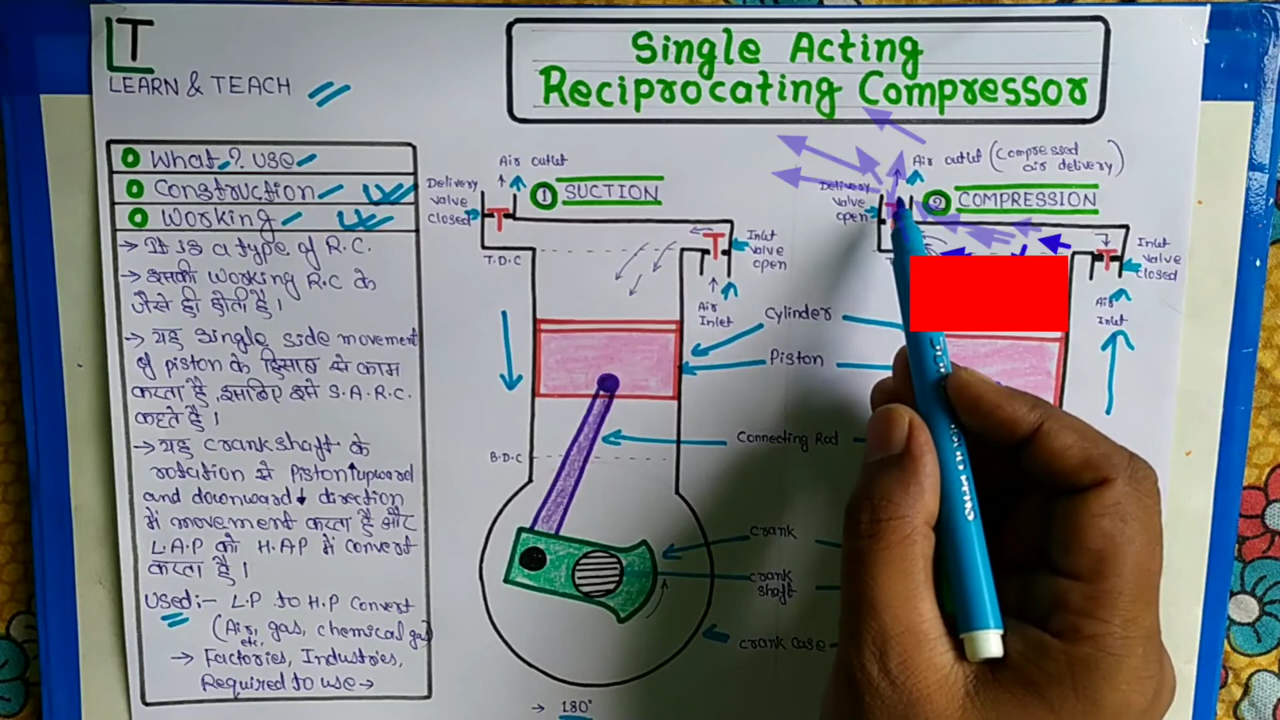 LT
LEARN & TEACH
Single Acting
Reciprocating Compressor
What? Use
Construction
Working
→ It is a type of R.C.
→ इसकी working R.C के
जैसे ही होती है।
→ यह single side movement
of piston के हिसाब से काम
करता है, इसलिए इसे S.A.R.C.
कहते है।
→ यह crankshaft के
rotation से Piston↑upward
and downward↓ direction
में movement करता है और
L.A.P को H.A.P में convert
करता है।
Used:- L.P to H.P convert
(Air, gas, chemical gas)
etc,
→ Factories, Industries,
Required to use →
Air outlet
① SUCTION
Delivery
valve
closed
T
T
Inlet
valve
open
T.D.C
Air
Inlet
Cylinder
Piston
Connecting Rod
B.D.C
crank
crank
shaft
crank case
→ 180°
Air outlet (compressed
air delivery)
② COMPRESSION
Delivery
valve
open
T
Inlet
valve
closed
Air
Inlet